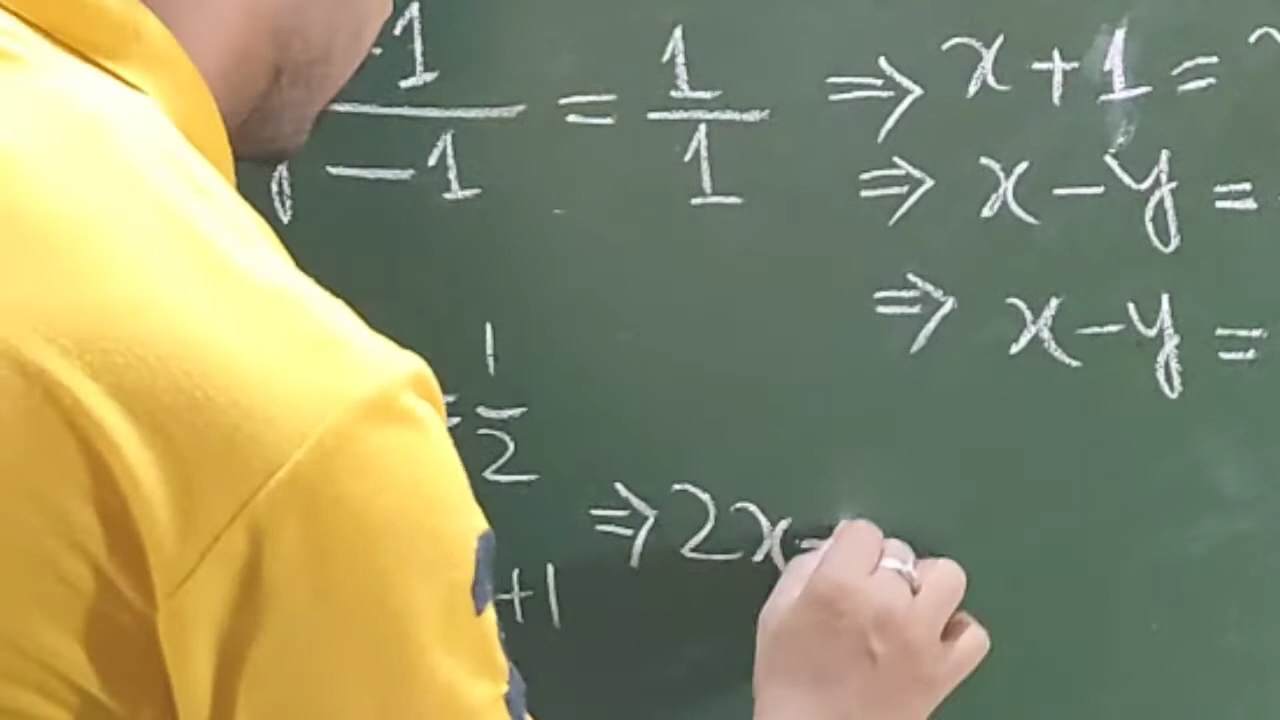 1/-1 = 1/1 ⇒ x + 1 =
⇒ x - y =
⇒ x - y =
= 1/2
⇒ 2x -
+1